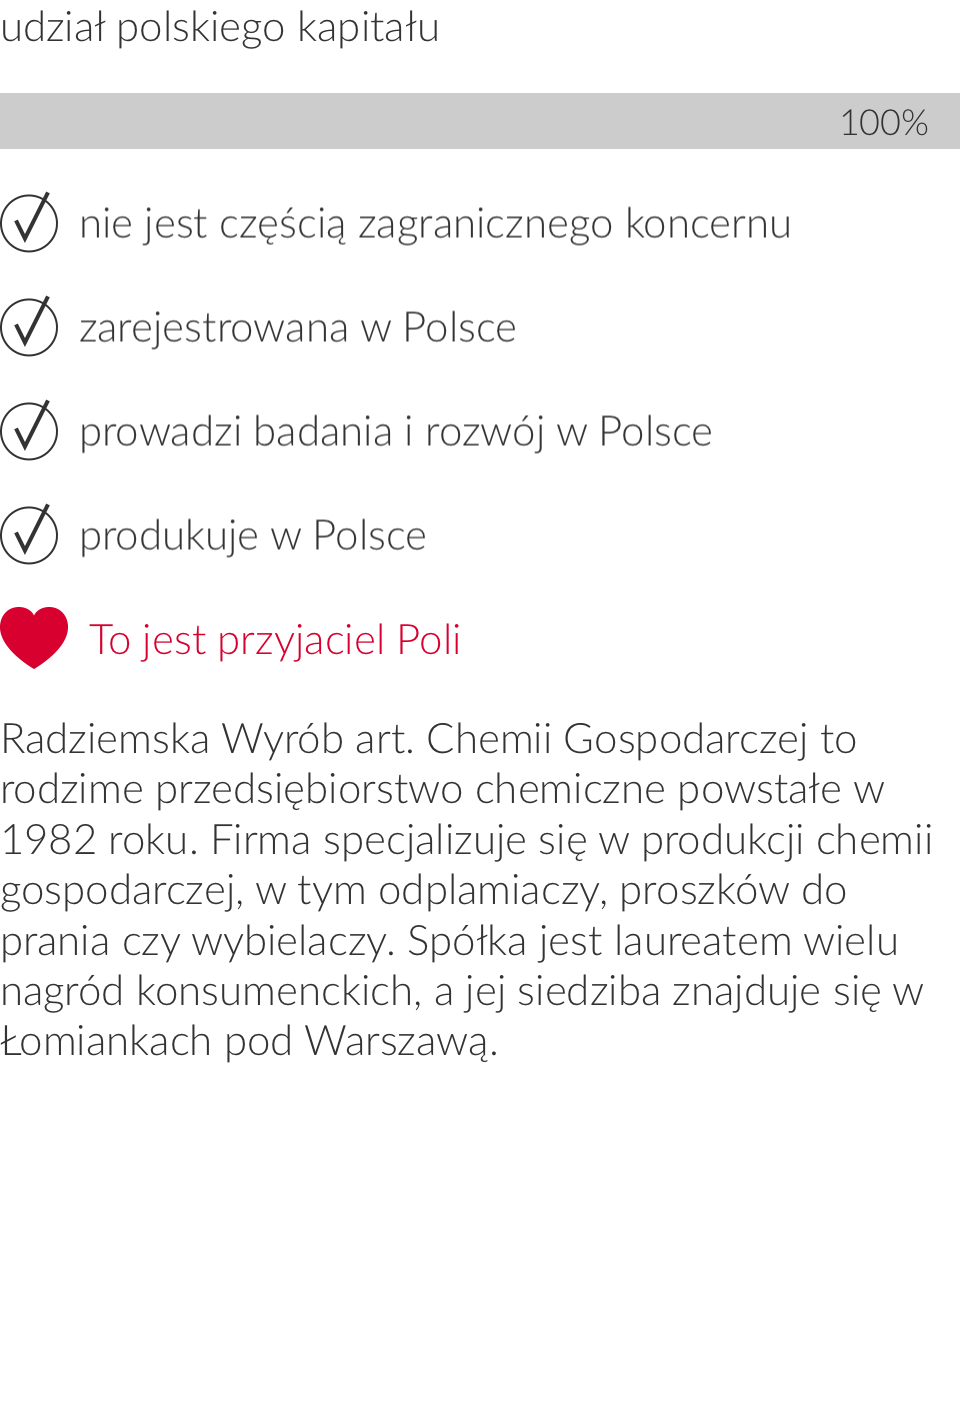 udział polskiego kapitału
100%
nie jest częścią zagranicznego koncernu
zarejestrowana w Polsce
prowadzi badania i rozwój w Polsce
produkuje w Polsce
To jest przyjaciel Poli
Radziemska Wyrób art. Chemii Gospodarczej to
rodzime przedsiębiorstwo chemiczne powstałe w
1982 roku. Firma specjalizuje się w produkcji chemii
gospodarczej, w tym odplamiaczy, proszków do
prania czy wybielaczy. Spółka jest laureatem wielu
nagród konsumenckich, a jej siedziba znajduje się w
Łomiankach pod Warszawą.